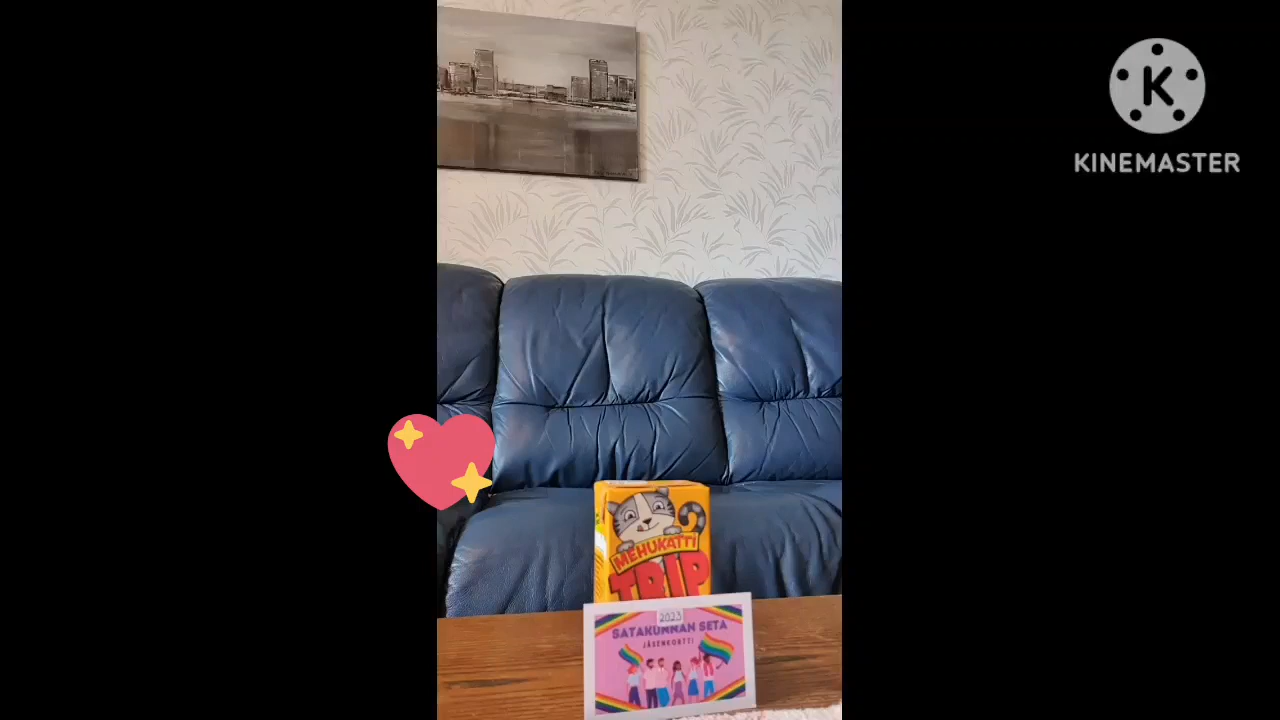 K
KINEMASTER
MEHUKATTI
TRIP
2023
SATAKUNNAN SETA
JÄSENKORTTI